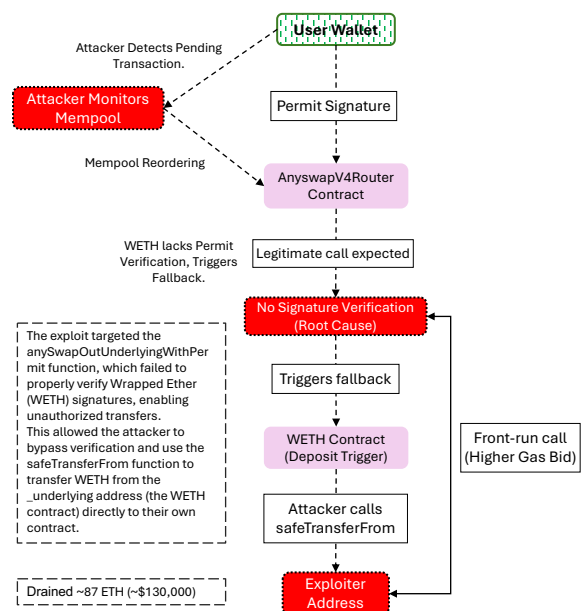 User Wallet
Attacker Detects Pending
Transaction.
Attacker Monitors
Mempool
Permit Signature
Mempool Reordering
AnyswapV4Router
Contract
WETH lacks Permit
Verification, Triggers
Fallback.
Legitimate call expected
No Signature Verification
(Root Cause)
The exploit targeted the
anySwapOutUnderlyingWithPer
mit function, which failed to
properly verify Wrapped Ether
(WETH) signatures, enabling
unauthorized transfers.
This allowed the attacker to
bypass verification and use the
safeTransferFrom function to
transfer WETH from the
_underlying address (the WETH
contract) directly to their own
contract.
Triggers fallback
WETH Contract
(Deposit Trigger)
Front-run call
(Higher Gas Bid)
Attacker calls
safeTransferFrom
Drained ~87 ETH (~$130,000)
Exploiter
Address